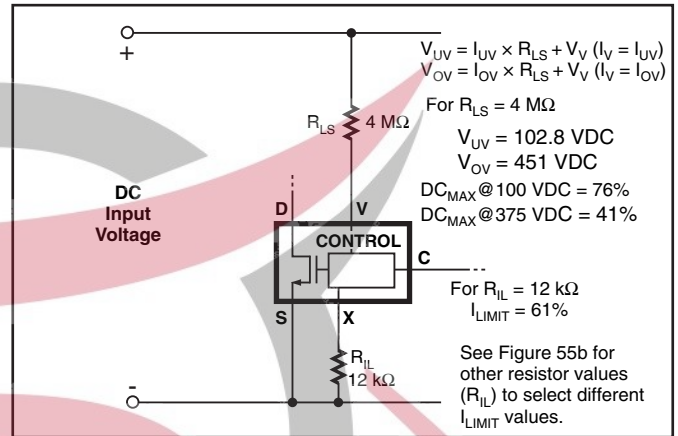 +
V_UV = I_UV × R_LS + V_V (I_V = I_UV)
V_OV = I_OV × R_LS + V_V (I_V = I_OV)
For R_LS = 4 MΩ
R_LS 4 MΩ
V_UV = 102.8 VDC
V_OV = 451 VDC
DC_MAX@100 VDC = 76%
DC_MAX@375 VDC = 41%
DC
Input
Voltage
D V
CONTROL
C
For R_IL = 12 kΩ
I_LIMIT = 61%
S X
R_IL
12 kΩ
See Figure 55b for
other resistor values
(R_IL) to select different
I_LIMIT values.
-